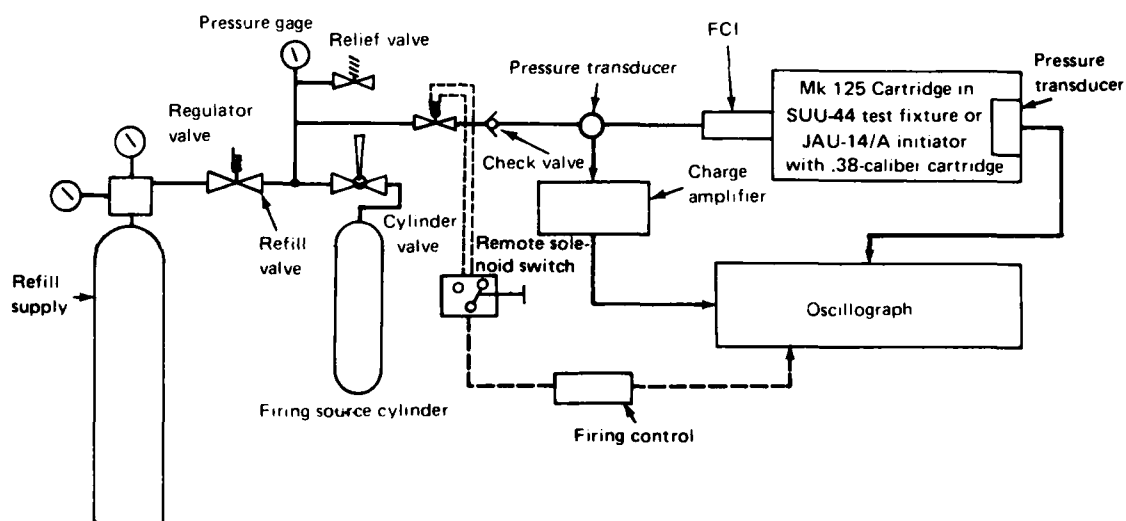 Pressure gage
Relief valve
FCI
Pressure transducer
Pressure
transducer
Mk 125 Cartridge in
SUU-44 test fixture or
JAU-14/A initiator
with .38-caliber cartridge
Regulator
valve
Check valve
Charge
amplifier
Refill
valve
Cylinder
valve
Remote sole-
noid switch
Refill
supply
Oscillograph
Firing source cylinder
Firing control